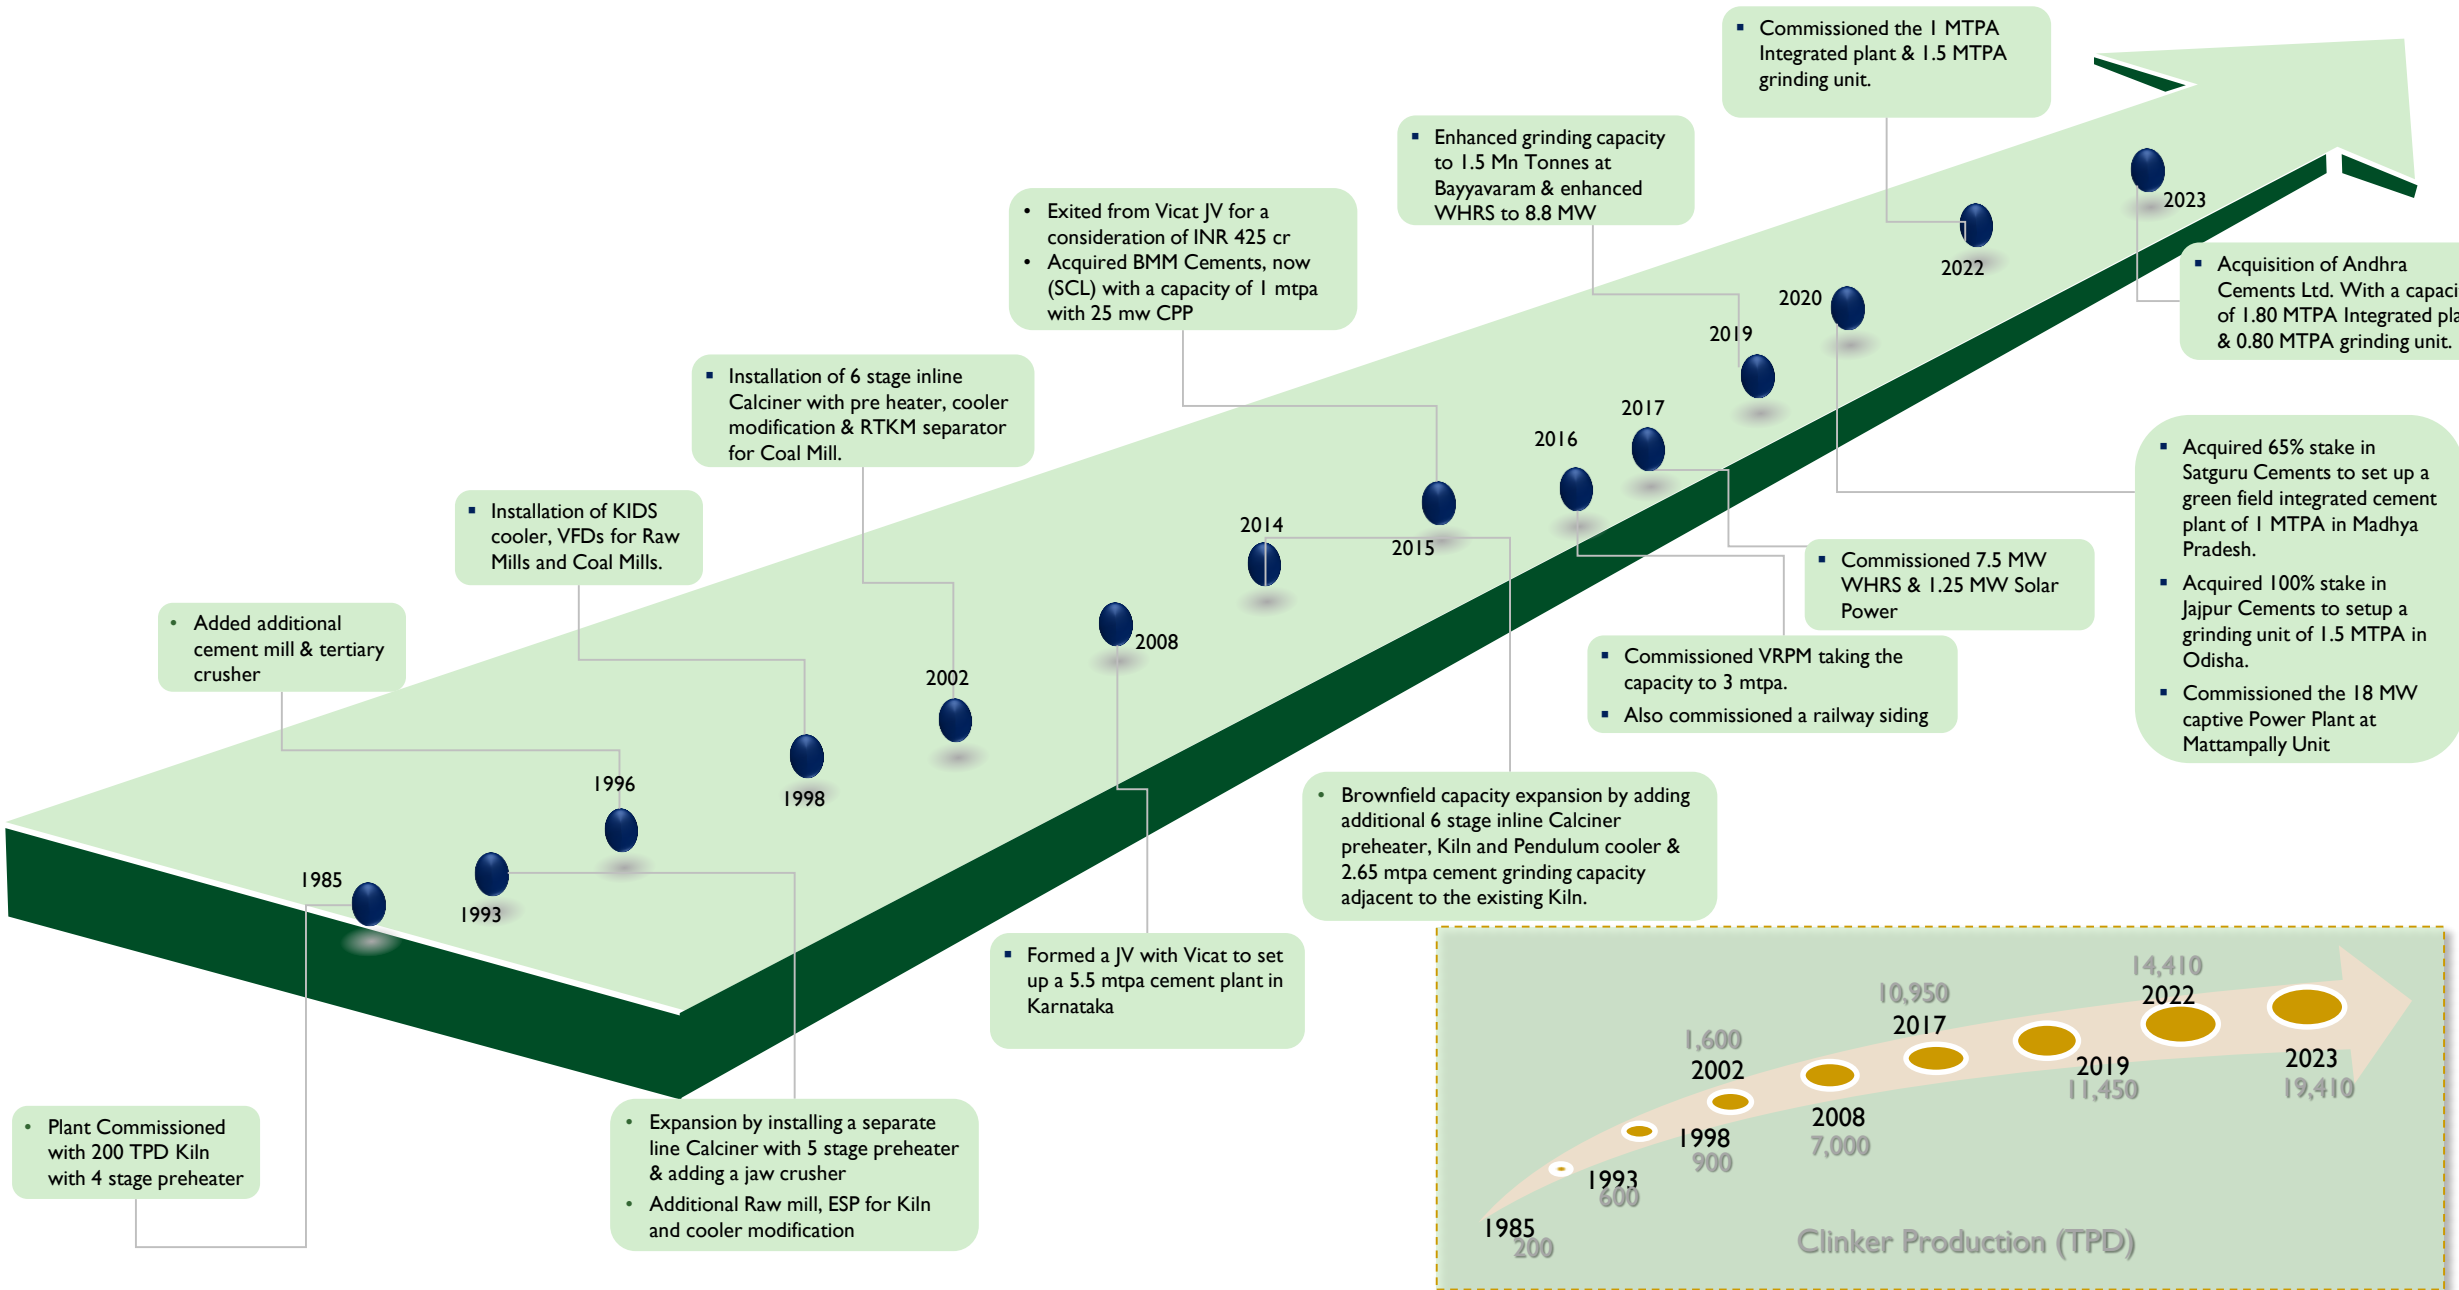 ▪ Commissioned the 1 MTPA
Integrated plant & 1.5 MTPA
grinding unit.
▪ Enhanced grinding capacity
to 1.5 Mn Tonnes at
Bayyavaram & enhanced
WHRS to 8.8 MW
• Exited from Vicat JV for a
consideration of INR 425 cr
• Acquired BMM Cements, now
(SCL) with a capacity of 1 mtpa
with 25 mw CPP
▪ Installation of 6 stage inline
Calciner with pre heater, cooler
modification & RTKM separator
for Coal Mill.
▪ Installation of KIDS
cooler, VFDs for Raw
Mills and Coal Mills.
• Added additional
cement mill & tertiary
crusher
1985
1993
1996
1998
2002
2008
2014
2015
2016
2017
2019
2020
2022
2023
▪ Acquisition of Andhra
Cements Ltd. With a capaci
of 1.80 MTPA Integrated pla
& 0.80 MTPA grinding unit.
▪ Acquired 65% stake in
Satguru Cements to set up a
green field integrated cement
plant of 1 MTPA in Madhya
Pradesh.
▪ Acquired 100% stake in
Jajpur Cements to setup a
grinding unit of 1.5 MTPA in
Odisha.
▪ Commissioned the 18 MW
captive Power Plant at
Mattampally Unit
▪ Commissioned 7.5 MW
WHRS & 1.25 MW Solar
Power
▪ Commissioned VRPM taking the
capacity to 3 mtpa.
▪ Also commissioned a railway siding
• Brownfield capacity expansion by adding
additional 6 stage inline Calciner
preheater, Kiln and Pendulum cooler &
2.65 mtpa cement grinding capacity
adjacent to the existing Kiln.
▪ Formed a JV with Vicat to set
up a 5.5 mtpa cement plant in
Karnataka
• Expansion by installing a separate
line Calciner with 5 stage preheater
& adding a jaw crusher
• Additional Raw mill, ESP for Kiln
and cooler modification
• Plant Commissioned
with 200 TPD Kiln
with 4 stage preheater
1985
200
1993
600
1998
900
1,600
2002
2008
7,000
10,950
2017
2019
11,450
14,410
2022
2023
19,410
Clinker Production (TPD)